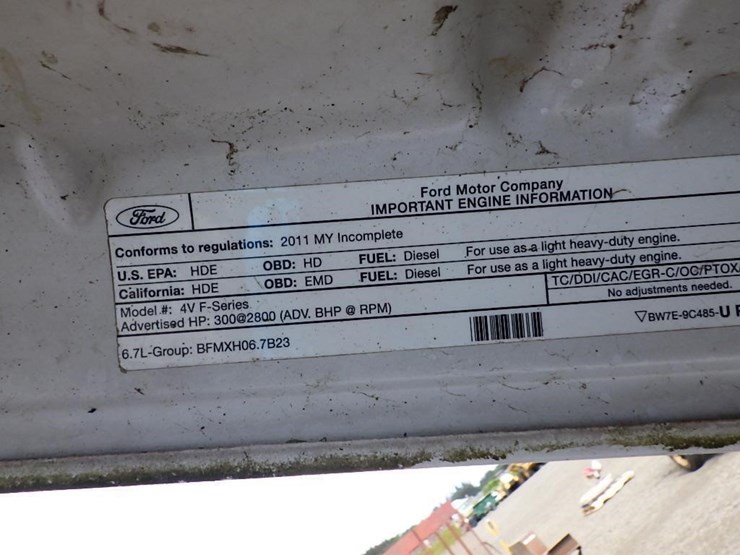 Ford
Ford Motor Company
IMPORTANT ENGINE INFORMATION
Conforms to regulations: 2011 MY Incomplete
U.S. EPA: HDE OBD: HD FUEL: Diesel For use as a light heavy-duty engine.
California: HDE OBD: EMD FUEL: Diesel For use as a light heavy-duty engine.
Model #: 4V F-Series TC/DDI/CAC/EGR-C/OC/PTOX/
Advertised HP: 300@2800 (ADV. BHP @ RPM) No adjustments needed.
6.7L-Group: BFMXH06.7B23 ▽BW7E-9C485-U